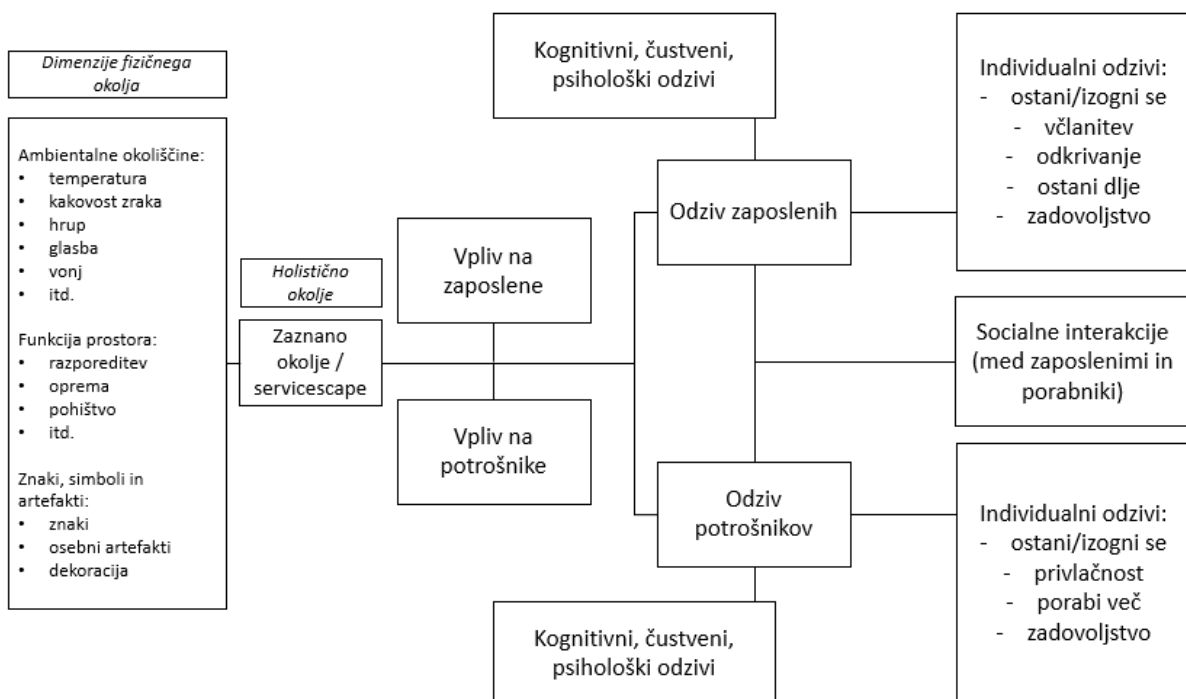 Dimenzije fizičnega
okolja
Ambientalne okoliščine:
• temperatura
• kakovost zraka
• hrup
• glasba
• vonj
• itd.
Funkcija prostora:
• razporeditev
• oprema
• pohištvo
• itd.
Znaki, simboli in
artefakti:
• znaki
• osebni artefakti
• dekoracija
Holistično
okolje
Zaznano
okolje /
servicescape
Vpliv na
zaposlene
Vpliv na
potrošnike
Kognitivni, čustveni,
psihološki odzivi
Odziv zaposlenih
Odziv
potrošnikov
Kognitivni, čustveni,
psihološki odzivi
Individualni odzivi:
- ostani/izogni se
- včlanitev
- odkrivanje
- ostani dlje
- zadovoljstvo
Socialne interakcije
(med zaposlenimi in
porabniki)
Individualni odzivi:
- ostani/izogni se
- privlačnost
- porabi več
- zadovoljstvo